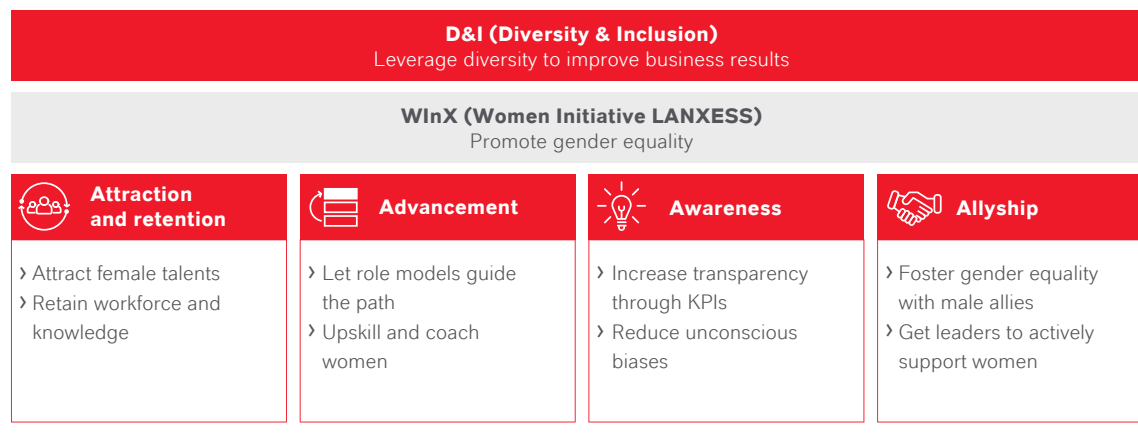 D&I (Diversity & Inclusion)
Leverage diversity to improve business results
WInX (Women Initiative LANXESS)
Promote gender equality
Attraction
and retention
› Attract female talents
› Retain workforce and
knowledge
Advancement
› Let role models guide
the path
› Upskill and coach
women
Awareness
› Increase transparency
through KPIs
› Reduce unconscious
biases
Allyship
› Foster gender equality
with male allies
› Get leaders to actively
support women